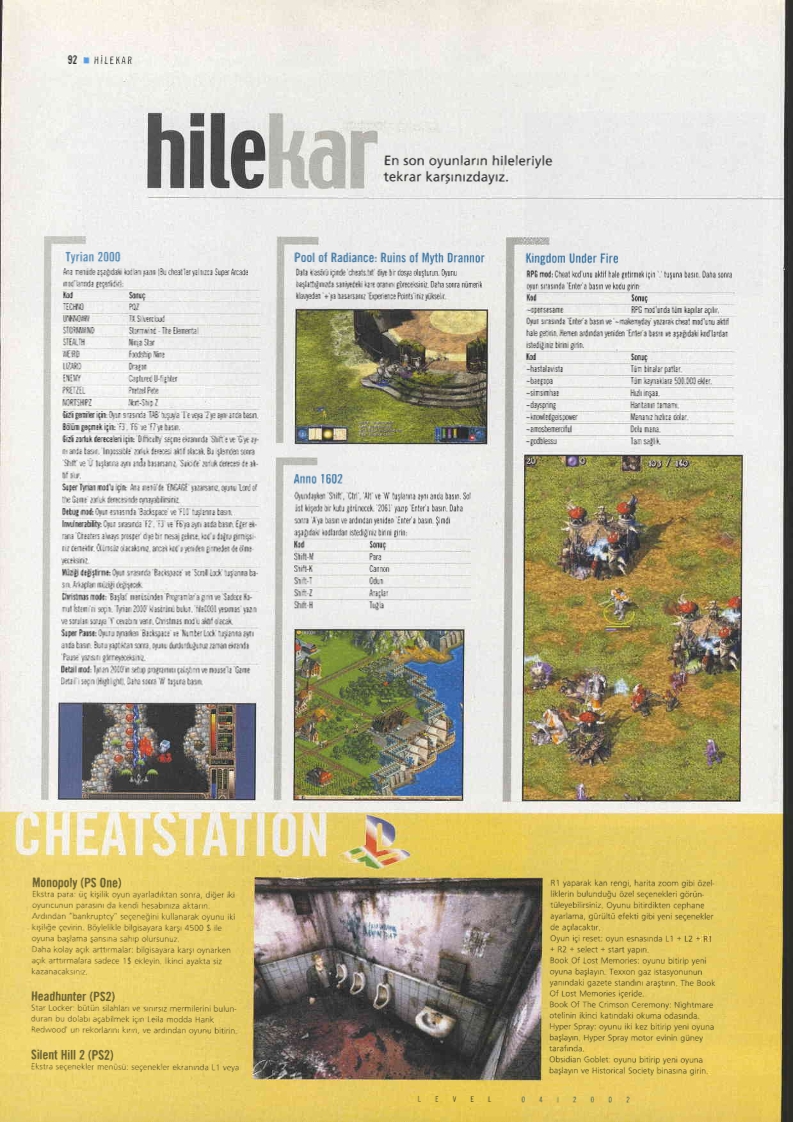 92 ■ HİLEKAR
hilekar
En son oyunların hileleriyle
tekrar karşınızdayız.
Tyrian 2000
Ana menüde aşağıdaki kodları yazın (Bu cheat'ler yalnızca Super Arcade
mod'larında geçerlidir):
Kod Sonuç
TECHNO
UNKNOWN TX Silvercloud
STORMWIND Stormwind - The Elemental
STEALTH Ninja Star
WEIRD Foodship Nine
LIZARD Dragon
ENEMY Captured U-fighter
PRETZEL Pretzel Pete
NORTSHIPZ Nort-Ship Z
Gizli gemiler için: Oyun sırasında TAB tuşuyla '1'e veya '2'ye aynı anda basın.
Bölüm geçmek için: 'F3', 'F6' ve 'F7'ye basın.
Gizli zorluk dereceleri için: Difficulty seçme ekranında 'Shift'e ve 'G'ye ay-
nı anda basın. 'Impossible' zorluk derecesi aktif olacak. Bu işlemden sonra
'Shift' ve 'Ü' tuşlarına aynı anda basarsanız, 'Suicide' zorluk derecesi de ak-
tif olur.
Super Tyrian mod'u için: Ana menü'de 'ENGAGE' yazarsanız, oyunu 'Lord of
the Game' zorluk derecesinde oynayabilirsiniz.
Debug mod: Oyun esnasında 'Backspace' ve 'F10' tuşlarına basın.
Invulnerability: Oyun sırasında 'F2', 'F3' ve 'F6'ya aynı anda basın. Eğer ek-
rana 'Cheaters always prosper' diye bir mesaj gelirse, kod'a doğru girmişsi-
niz demektir. Ölümsüz olacaksınız, ancak kod'a yeniden girmeden de ölme-
yeceksiniz.
Müziği değiştirme: Oyun sırasında 'Backspace' ve 'Scroll Lock' tuşlarına ba-
sın. Arkaplan müziği değişecek.
Christmas mode: 'Başlat' menüsünden Programlar'a girin ve 'Sadece Ko-
mut İstemi'ni seçin. 'Tyrian 2000' klasörünü bulun. yazın
ve sorulan soruya 'Y' cevabını verin, Christmas mod'u aktif olacak.
Super Pause: Oyunu oynarken 'Backspace' ve 'Number Lock' tuşlarına aynı
anda basın. Bunu yaptıktan sonra, oyunu durdurduğunuz zaman ekranda
'Pause' yazısını görmeyeceksiniz.
Detail mod: Tyrian 2000'in setup programını çalıştırın ve mouse'la 'Game
Detail'i seçin (Highlight). Daha sonra 'W' tuşuna basın.
Pool of Radiance: Ruins of Myth Drannor
Data klasörü içinde 'cheats.txt' diye bir dosya oluşturun. Oyunu
başlattığınızda saniyedeki kare oranını göreceksiniz. Daha sonra nümerik
klavyeden '+'ya basarsanız 'Experience Points'iniz yükselir.
Anno 1602
Oyundayken 'Shift', 'Ctrl', 'Alt' ve 'W' tuşlarına aynı anda basın. Sol
üst köşede bir kutu görünecek. '2061' yazıp 'Enter'a basın. Daha
sonra 'A'ya basın ve ardından yeniden 'Enter'a basın. Şimdi
aşağıdaki kodlardan istediğiniz birini girin:
Kod Sonuç
Shift-M Para
Shift-K Cannon
Shift-T Odun
Shift-Z Araçlar
Shift-H Tuğla
Kingdom Under Fire
RPG mod: Cheat kod'unu aktif hale getirmek için '.' tuşuna basın. Daha sonra
oyun sırasında 'Enter'a basın ve kodu girin:
Kod Sonuç
~opensesame RPG mod'unda tüm kapılar açılır.
Oyun sırasında 'Enter'a basın ve '~makemyday' yazarak cheat mod'unu aktif
hale getirin. Hemen ardından yeniden 'Enter'a basın ve aşağıdaki kod'lardan
istediğiniz birini girin.
Kod Sonuç
~hastalavista Tüm binalar patlar.
~baegopa Tüm kaynaklara 500.000 ekler.
~simsimhae Hızlı inşaa.
~dayspring Haritanın tamamı.
~knowledgeispower Mananız hızlıca dolar.
~amosbemerciful Dolu mana.
~godblessu Tam sağlık.
CHEATSTATION
Monopoly (PS One)
Ekstra para: üç kişilik oyun ayarladıktan sonra, diğer iki
oyuncunun parasını da kendi hesabınıza aktarın.
Ardından "bankruptcy" seçeneğini kullanarak oyunu iki
kişiliğe çevirin. Böylelikle bilgisayara karşı 4500 $ ile
oyuna başlama şansına sahip olursunuz.
Daha kolay açık arttırmalar: bilgisayara karşı oynarken
açık arttırmalara sadece 1$ ekleyin. İkinci ayakta siz
kazanacaksınız.
Headhunter (PS2)
Star Locker: bütün silahları ve sınırsız mermilerini bulun-
duran bu dolabı açabilmek için Leila modda Hank
Redwood' un rekorlarını kırın, ve ardından oyunu bitirin.
Silent Hill 2 (PS2)
Ekstra seçenekler menüsü: seçenekler ekranında L1 veya
R1 yaparak kan rengi, harita zoom gibi özel-
liklerin bulunduğu özel seçenekleri görün-
tüleyebilirsiniz. Oyunu bitirdikten cephane
ayarlama, gürültü efekti gibi yeni seçenekler
de açılacaktır.
Oyun içi reset: oyun esnasında L1 + L2 + R1
+ R2 + select + start yapın.
Book Of Lost Memories: oyunu bitirip yeni
oyuna başlayın. Texxon gaz istasyonunun
yanındaki gazete standını araştırın. The Book
Of Lost Memories içeride.
Book Of The Crimson Ceremony: Nightmare
otelinin ikinci katındaki okuma odasında.
Hyper Spray: oyunu iki kez bitirip yeni oyuna
başlayın. Hyper Spray motor evinin güney
tarafında.
Obsidian Goblet: oyunu bitirip yeni oyuna
başlayın ve Historical Society binasına girin.
LEVEL 04 | 2002